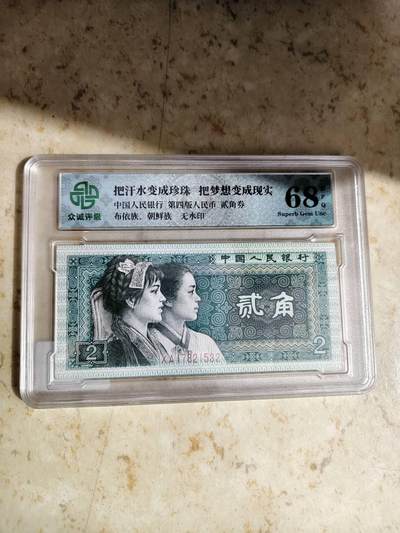 把汗水变成珍珠 把梦想变成现实
中国人民银行 第四版人民币 贰角券
布依族、朝鲜族 无水印
众诚评级
68
Superb Gem Unc
中国人民银行
贰角
2
2
XA17821532